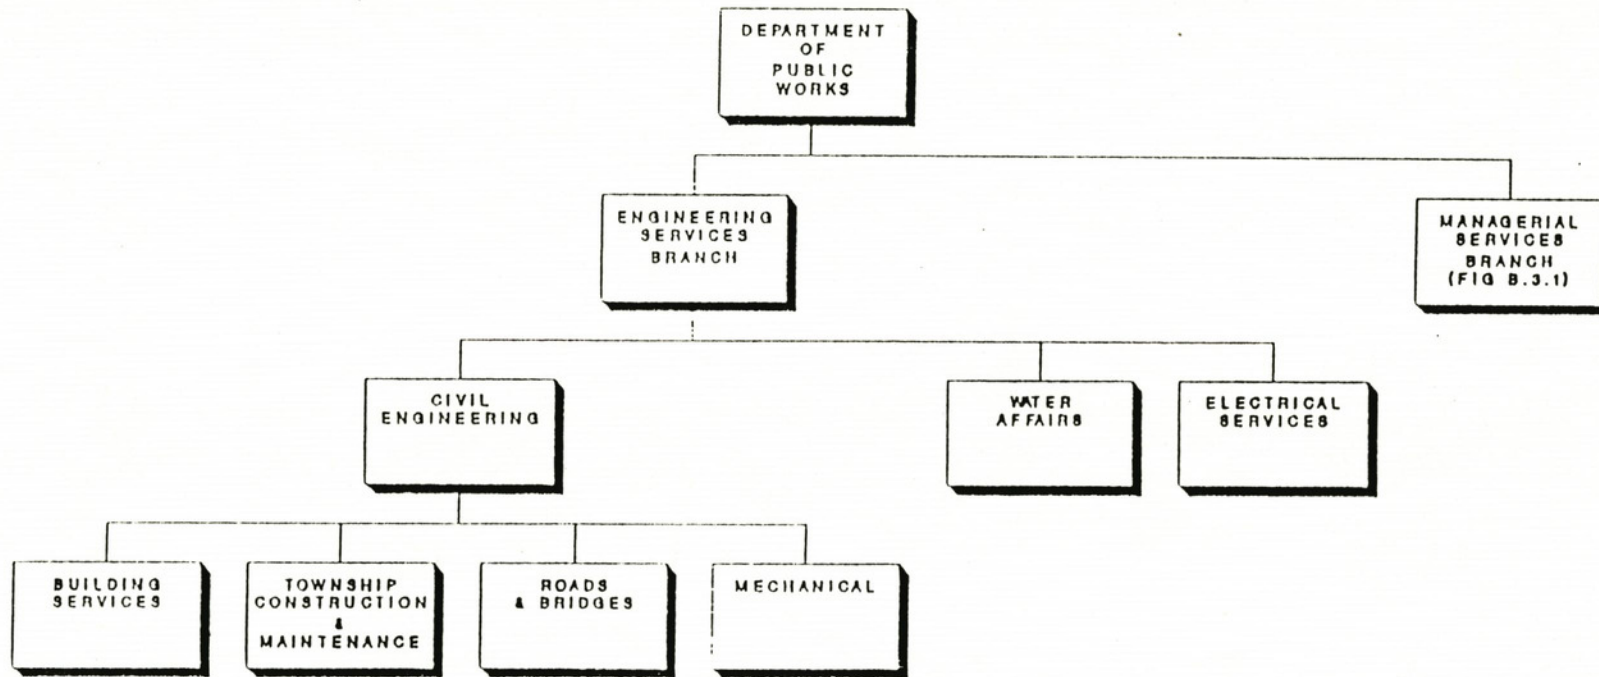 DEPARTMENT
OF
PUBLIC
WORKS
ENGINEERING
SERVICES
BRANCH
MANAGERIAL
SERVICES
BRANCH
(FIG B.3.1)
CIVIL
ENGINEERING
WATER
AFFAIRS
ELECTRICAL
SERVICES
BUILDING
SERVICES
TOWNSHIP
CONSTRUCTION
&
MAINTENANCE
ROADS
& BRIDGES
MECHANICAL